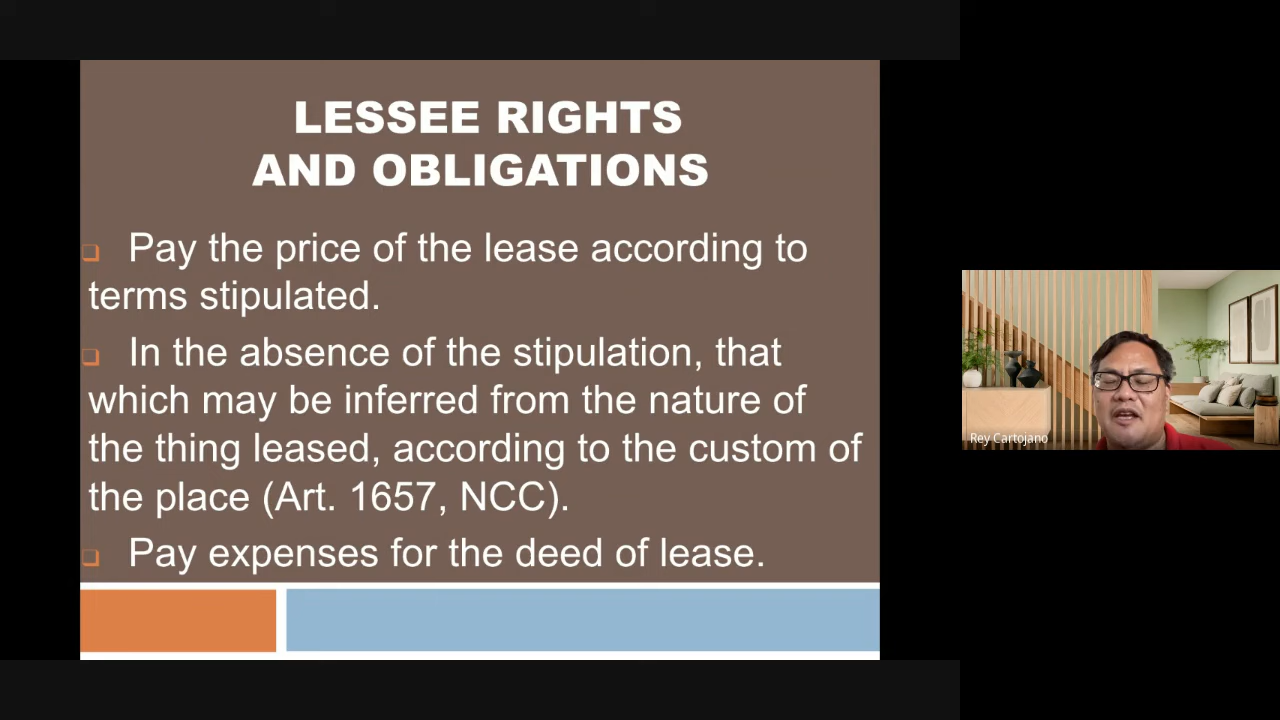 LESSEE RIGHTS
AND OBLIGATIONS
❑ Pay the price of the lease according to
terms stipulated.
❑ In the absence of the stipulation, that
which may be inferred from the nature of
the thing leased, according to the custom of
the place (Art. 1657, NCC).
❑ Pay expenses for the deed of lease.
Rey Cartojano